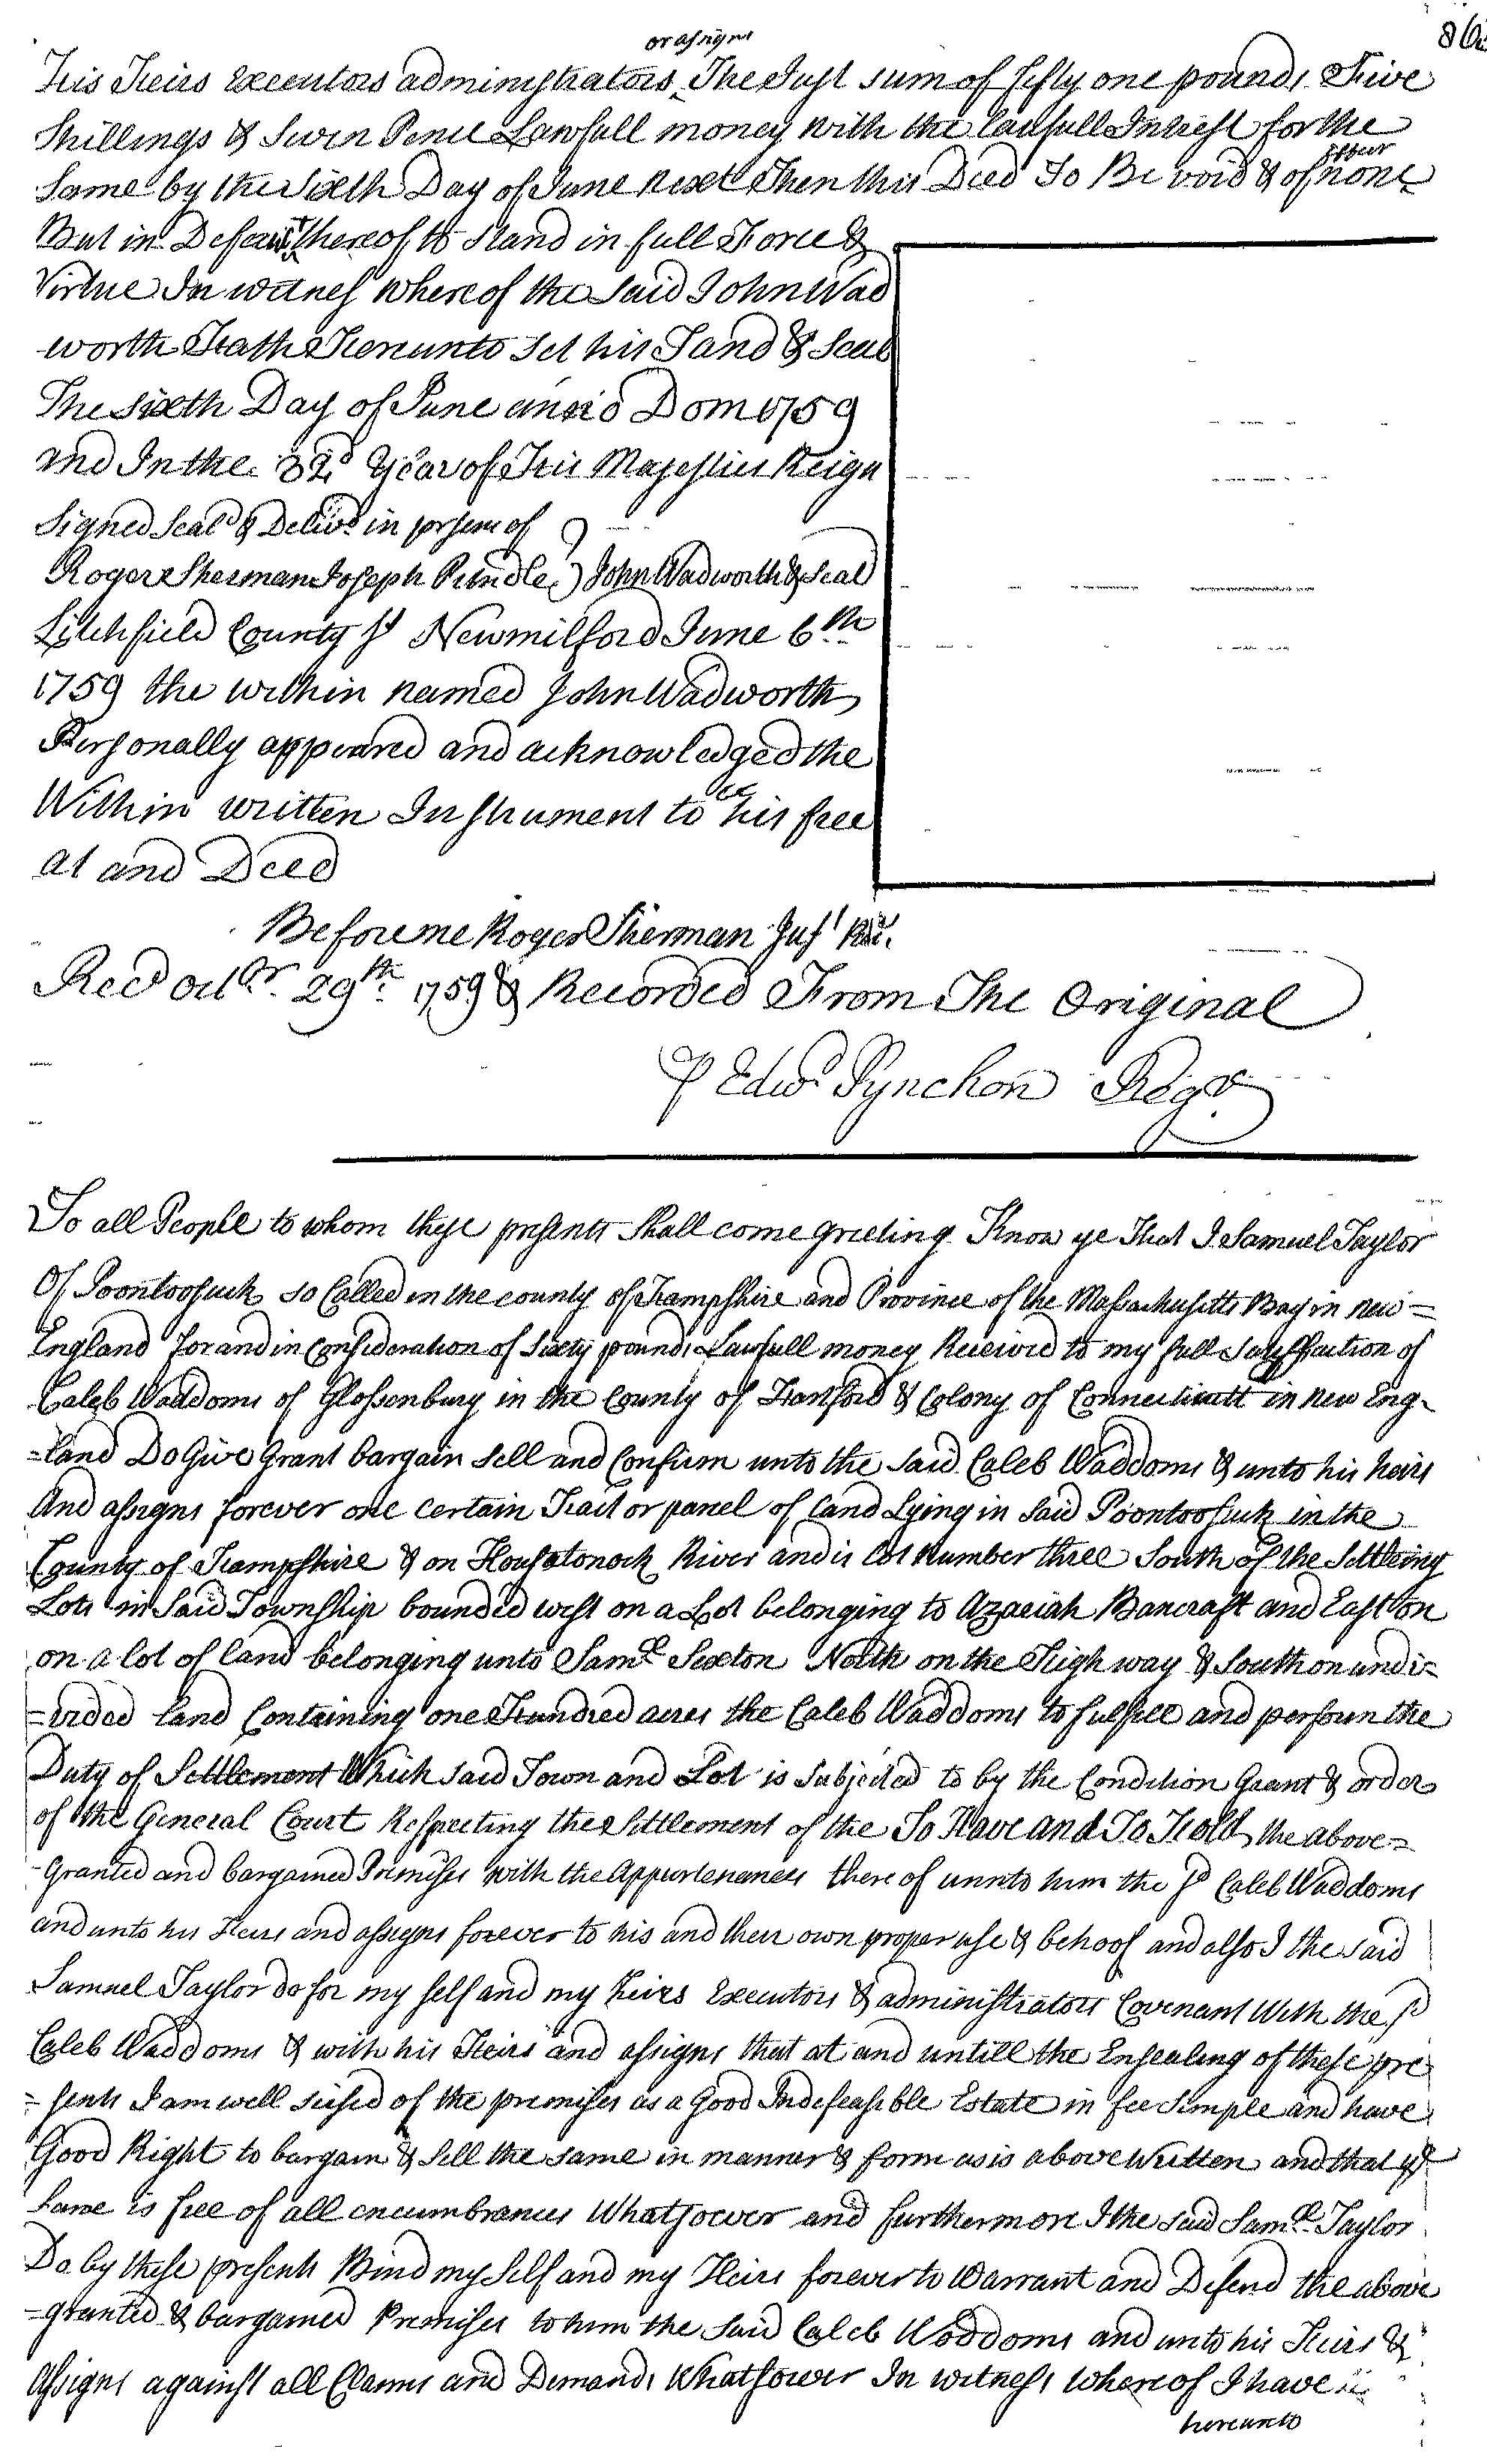 or assigns
His Heirs Executors administrators The Just sum of fifty one pounds Five
Shillings & Seven Pence Lawfull money with the lawfull Intrest for the
Same by the Sixth Day of June next Then this Deed To Be void & of none
Effect
But in Default thereof to stand in full Force &
Virtue In witness whereof the Said John Wad
worth Hath Hereunto set his Hand & Seal
The sixth Day of June anno Dom 1759
and In the 32d Year of His Majesties Reign
Signed Seald & Delivd in presence of
Roger Sherman Joseph Prindle John Wadworth & Seal
Litchfield County ss Newmilford June 6th
1759 the within named John Wadworth
Personally appeared and acknowledged the
Within written Instrument to be his free
act and Deed
Before me Roger Sherman Just
Recd Octbr 29th 1759 & Recorded From The Original
P Edwd Pynchon Regr
To all People to whom these presents Shall come greeting Know ye That I Samuel Taylor
Of Poontoosuck so Called in the county of Hampshire and Province of the Massachusetts Bay in new =
England for and in Consideration of Sixty pounds Lawfull money Received to my full Satisffaction of
Caleb Waddoms of Glossenbury in the County of Hartford & Colony of Connecticutt in new Eng-
=land Do Give Grant bargain Sell and Confirm unto the Said Caleb Waddoms & unto his heirs
And assigns forever one certain Tract or parcel of land Lying in Said Poontoosuck in the
County of Hampshire & on Housatonock River and is Lot Number three South of the Settleing
Lots in Said Township bounded west on a Lot belonging to Azariah Bancraft and East on
on a lot of land belonging unto Saml Sexton North on the High way & South on undi=
=vided land Containing one Hundred acres the Caleb Waddoms to fulfill and perform the
Duty of Settlement Which said Town and Lot is Subjected to by the Condition Grant & order
of the General Court Respecting the Settlement of the To Have and To Hold the above=
Granted and bargained Premises with the Appurtenances there of unnto him the sd Caleb Waddoms
and unto his Heirs and assigns forever to his and their own proper use & behoof and also I the said
Samuel Taylor do for my self and my heirs Executors & administrators Covenant With the sd
Caleb Waddoms & with his Heirs and assigns that at and untill the Ensealing of these pre
=sents I am well seised of the premises as a Good Indefeasible Estate in fee Simple and have
Good Right to bargain & Sell the same in manner & form as is above Written and that ye
Same is free of all encumbrances Whatsoever and furthermore I the said Saml Taylor
Do by these presents Bind my Self and my Heirs forever to Warrant and Defend the above
=granted & bargained Premises to him the Said Caleb Waddoms and unto his Heirs &
Assigns against all Claims and Demands Whatsoever In witness whereof I have
hereunto